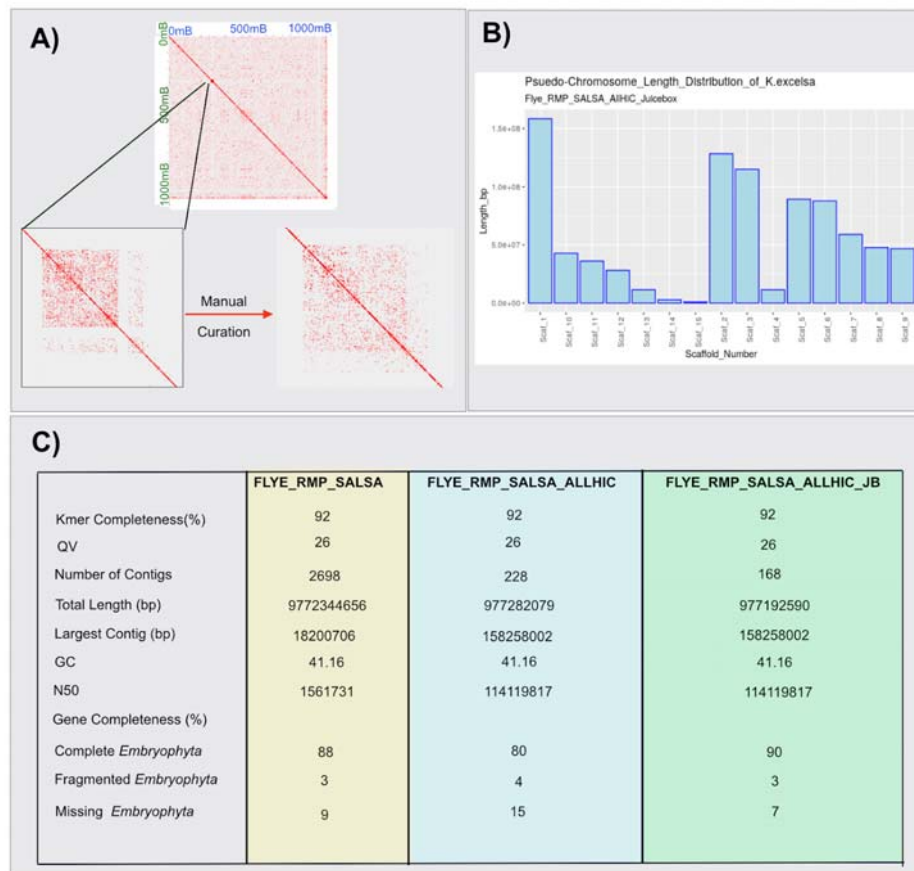 A)
0mB 500mB 1000mB
0mB
500mB
1000mB
Manual
Curation
B)
Psuedo-Chromosome_Length_Distribution_of_K.excelsa
Flye_RMP_SALSA_AllHIC_Juicebox
Length_bp
1.5e+08
1.0e+08
5.0e+07
0.0e+00
Scaf_1 Scaf_10 Scaf_11 Scaf_12 Scaf_13 Scaf_14 Scaf_15 Scaf_2 Scaf_3 Scaf_4 Scaf_5 Scaf_6 Scaf_7 Scaf_8 Scaf_9
Scaffold_Number
C)
FLYE_RMP_SALSA FLYE_RMP_SALSA_ALLHIC FLYE_RMP_SALSA_ALLHIC_JB
Kmer Completeness(%) 92 92 92
QV 26 26 26
Number of Contigs 2698 228 168
Total Length (bp) 9772344656 977282079 977192590
Largest Contig (bp) 18200706 158258002 158258002
GC 41.16 41.16 41.16
N50 1561731 114119817 114119817
Gene Completeness (%)
Complete Embryophyta 88 80 90
Fragmented Embryophyta 3 4 3
Missing Embryophyta 9 15 7